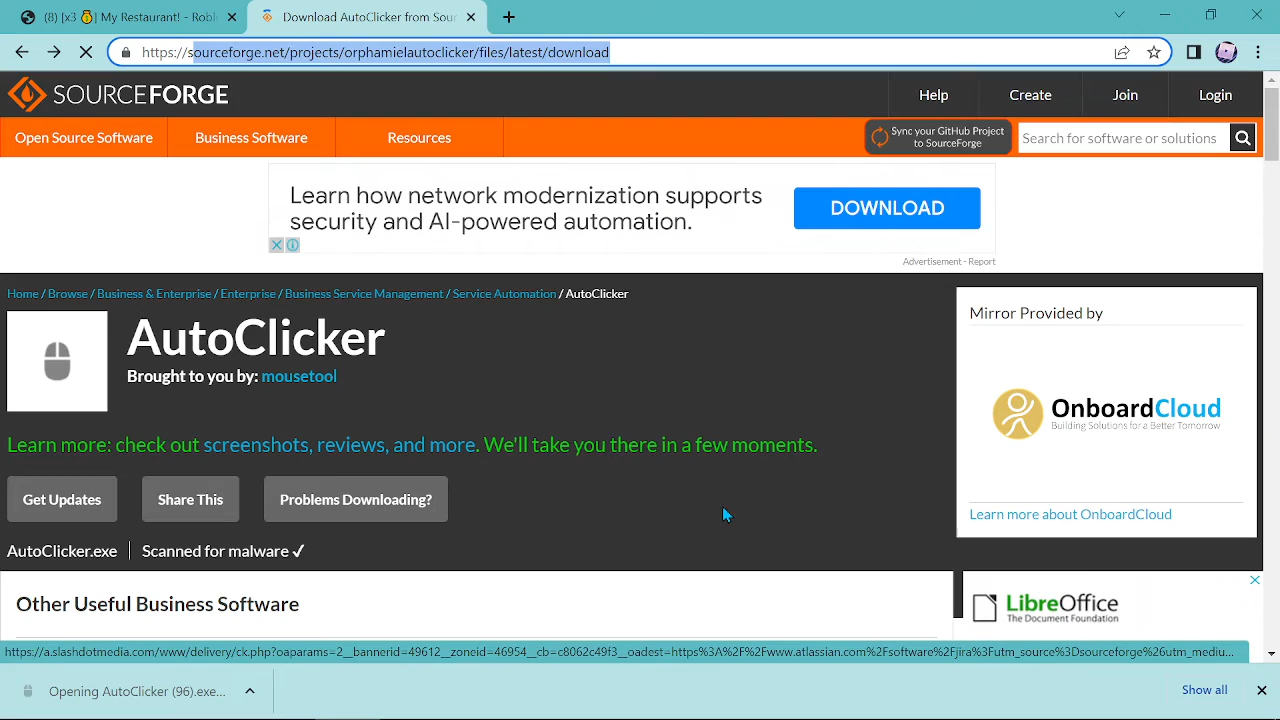 (8) [x3 💰] My Restaurant! - Robl
Download AutoClicker from Sour
https://sourceforge.net/projects/orphamielautoclicker/files/latest/download
SOURCEFORGE
Help
Create
Join
Login
Open Source Software
Business Software
Resources
Sync your GitHub Project
to SourceForge
Search for software or solutions
Learn how network modernization supports
security and AI-powered automation.
DOWNLOAD
Advertisement - Report
Home / Browse / Business & Enterprise / Enterprise / Business Service Management / Service Automation / AutoClicker
AutoClicker
Brought to you by: mousetool
Learn more: check out screenshots, reviews, and more. We'll take you there in a few moments.
Get Updates
Share This
Problems Downloading?
AutoClicker.exe
Scanned for malware ✓
Mirror Provided by
OnboardCloud
Building Solutions for a Better Tomorrow
Learn more about OnboardCloud
Other Useful Business Software
LibreOffice
The Document Foundation
https://a.slashdotmedia.com/www/delivery/ck.php?oaparams=2__bannerid=49612__zoneid=46954__cb=c8062c49f3__oadest=https%3A%2F%2Fwww.atlassian.com%2Fsoftware%2Fjira%3Futm_source%3Dsourceforge%26utm_mediu...
Opening AutoClicker (96).exe...
Show all